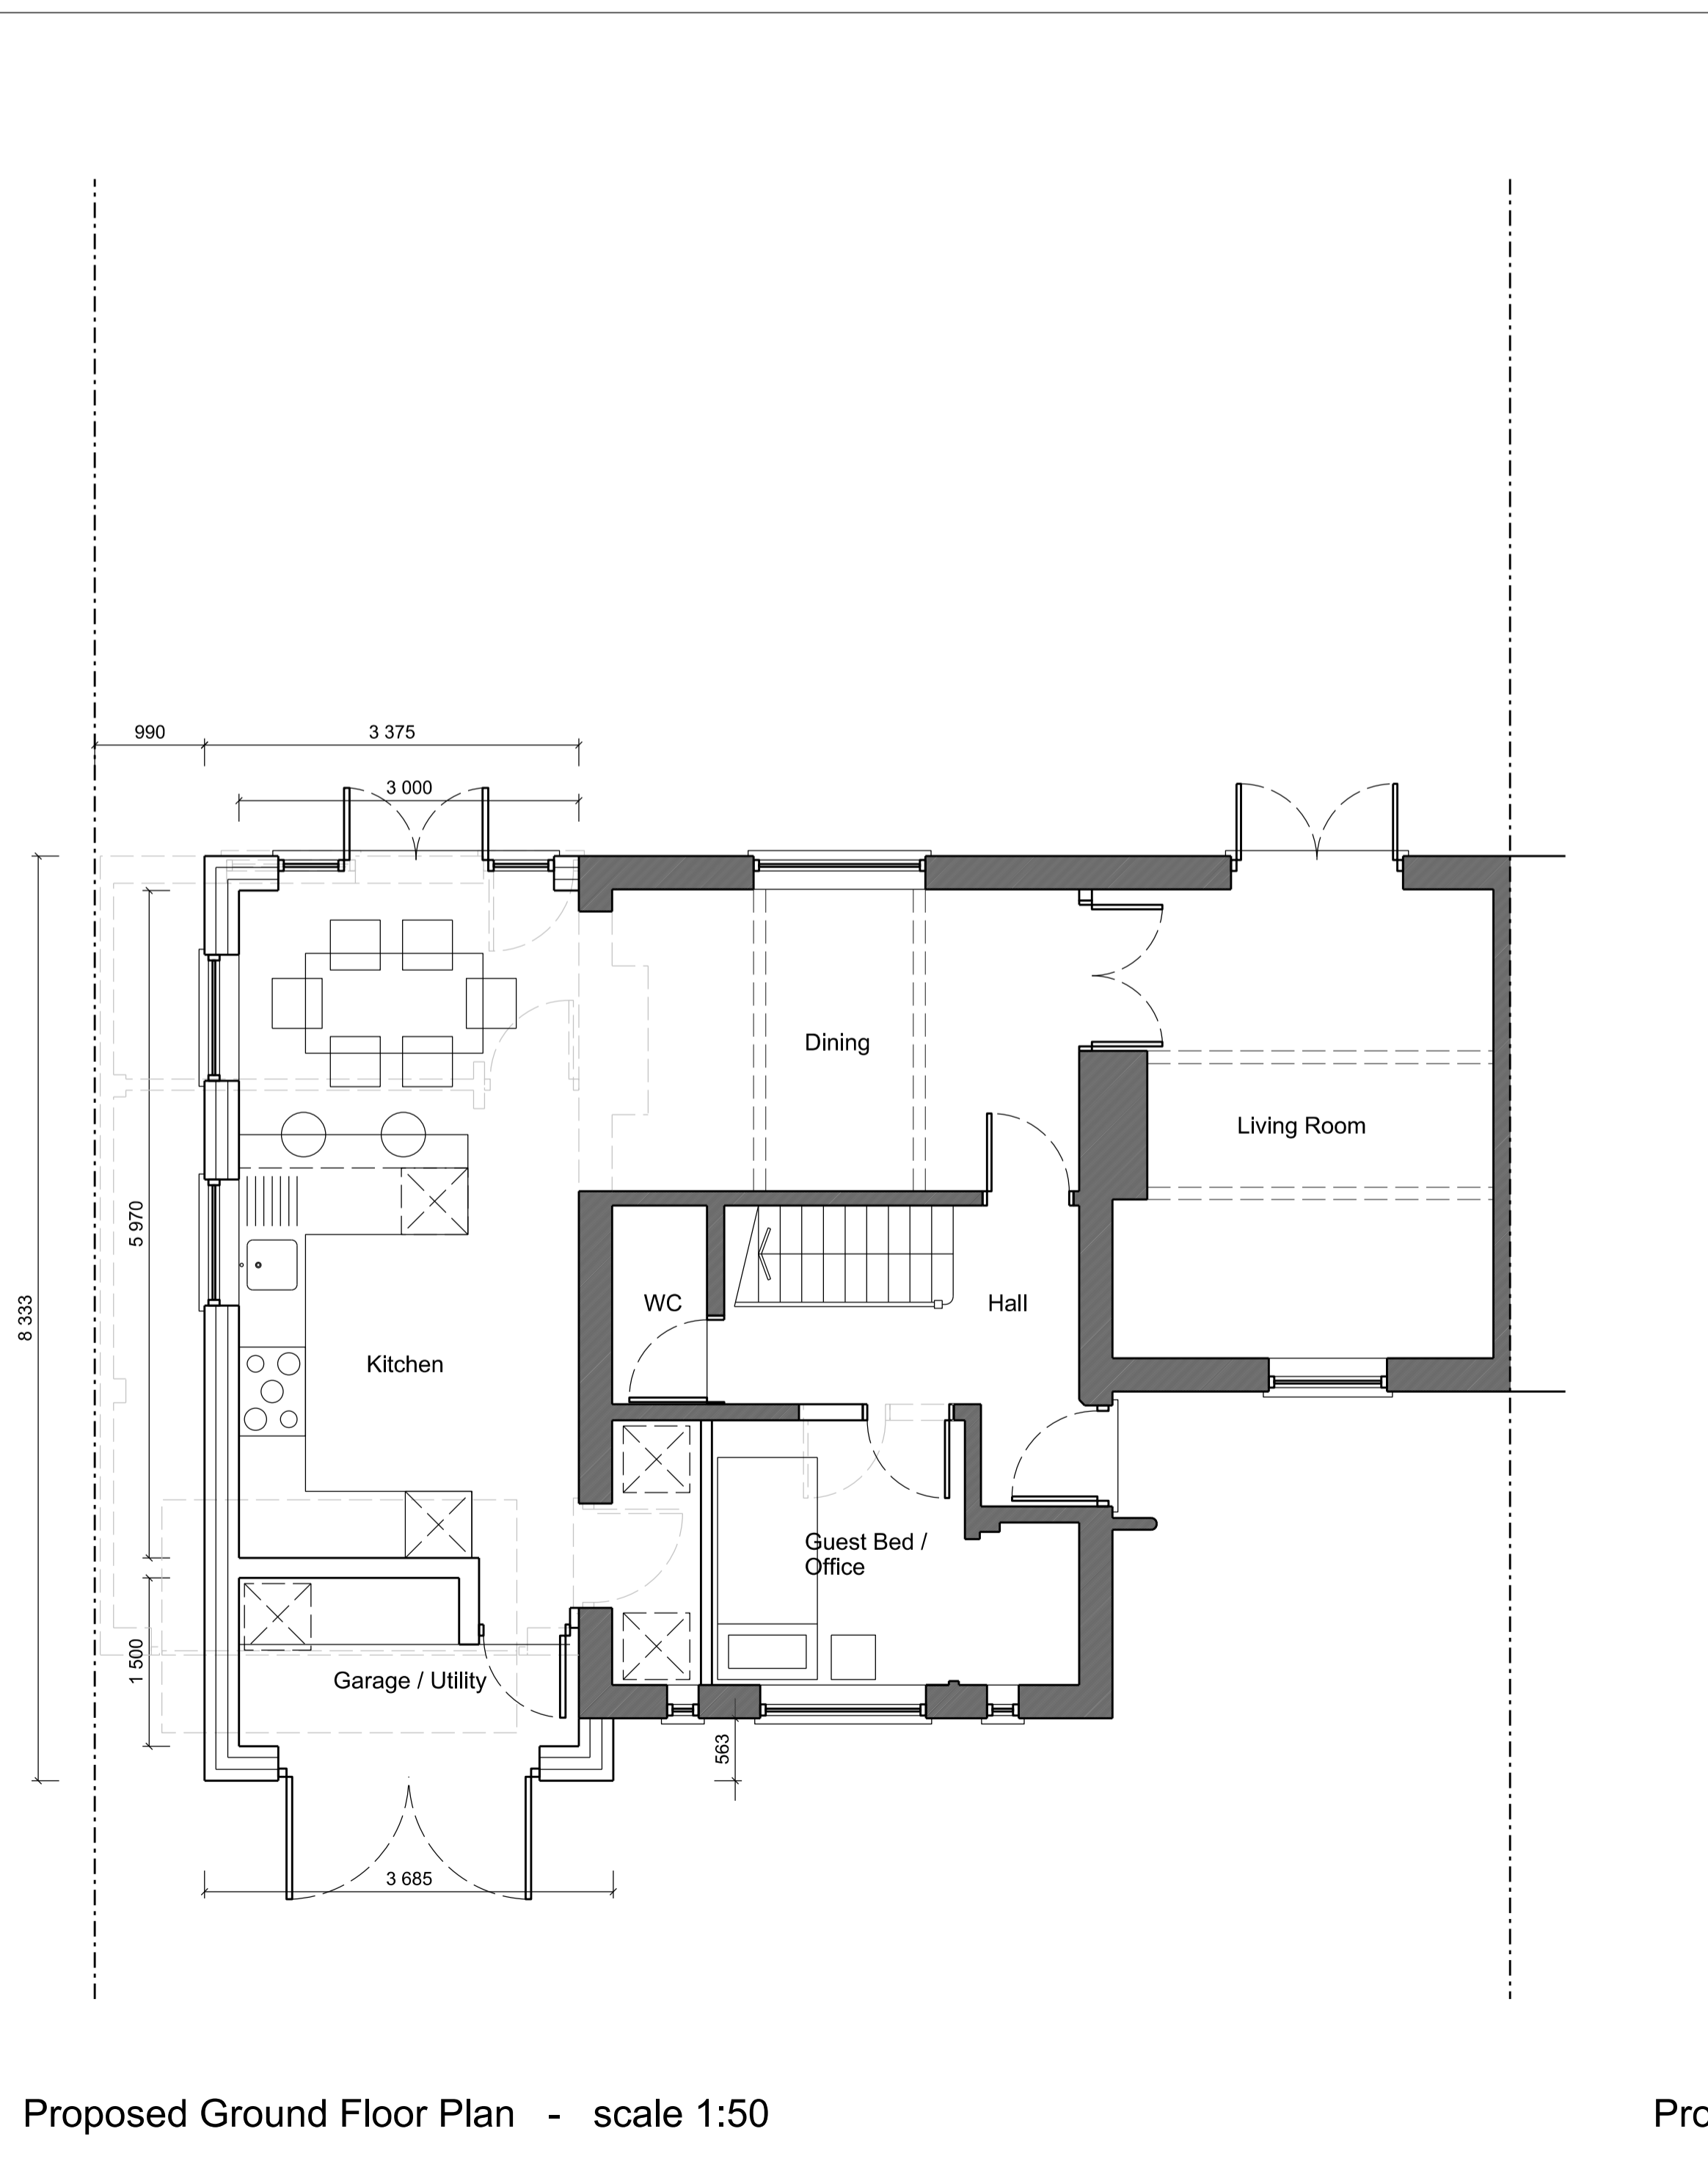 990
3 375
3 000
Dining
Living Room
5 970
8 333
WC
Hall
Kitchen
Guest Bed /
Office
1 500
Garage / Utility
563
3 685
Proposed Ground Floor Plan - scale 1:50
Pro